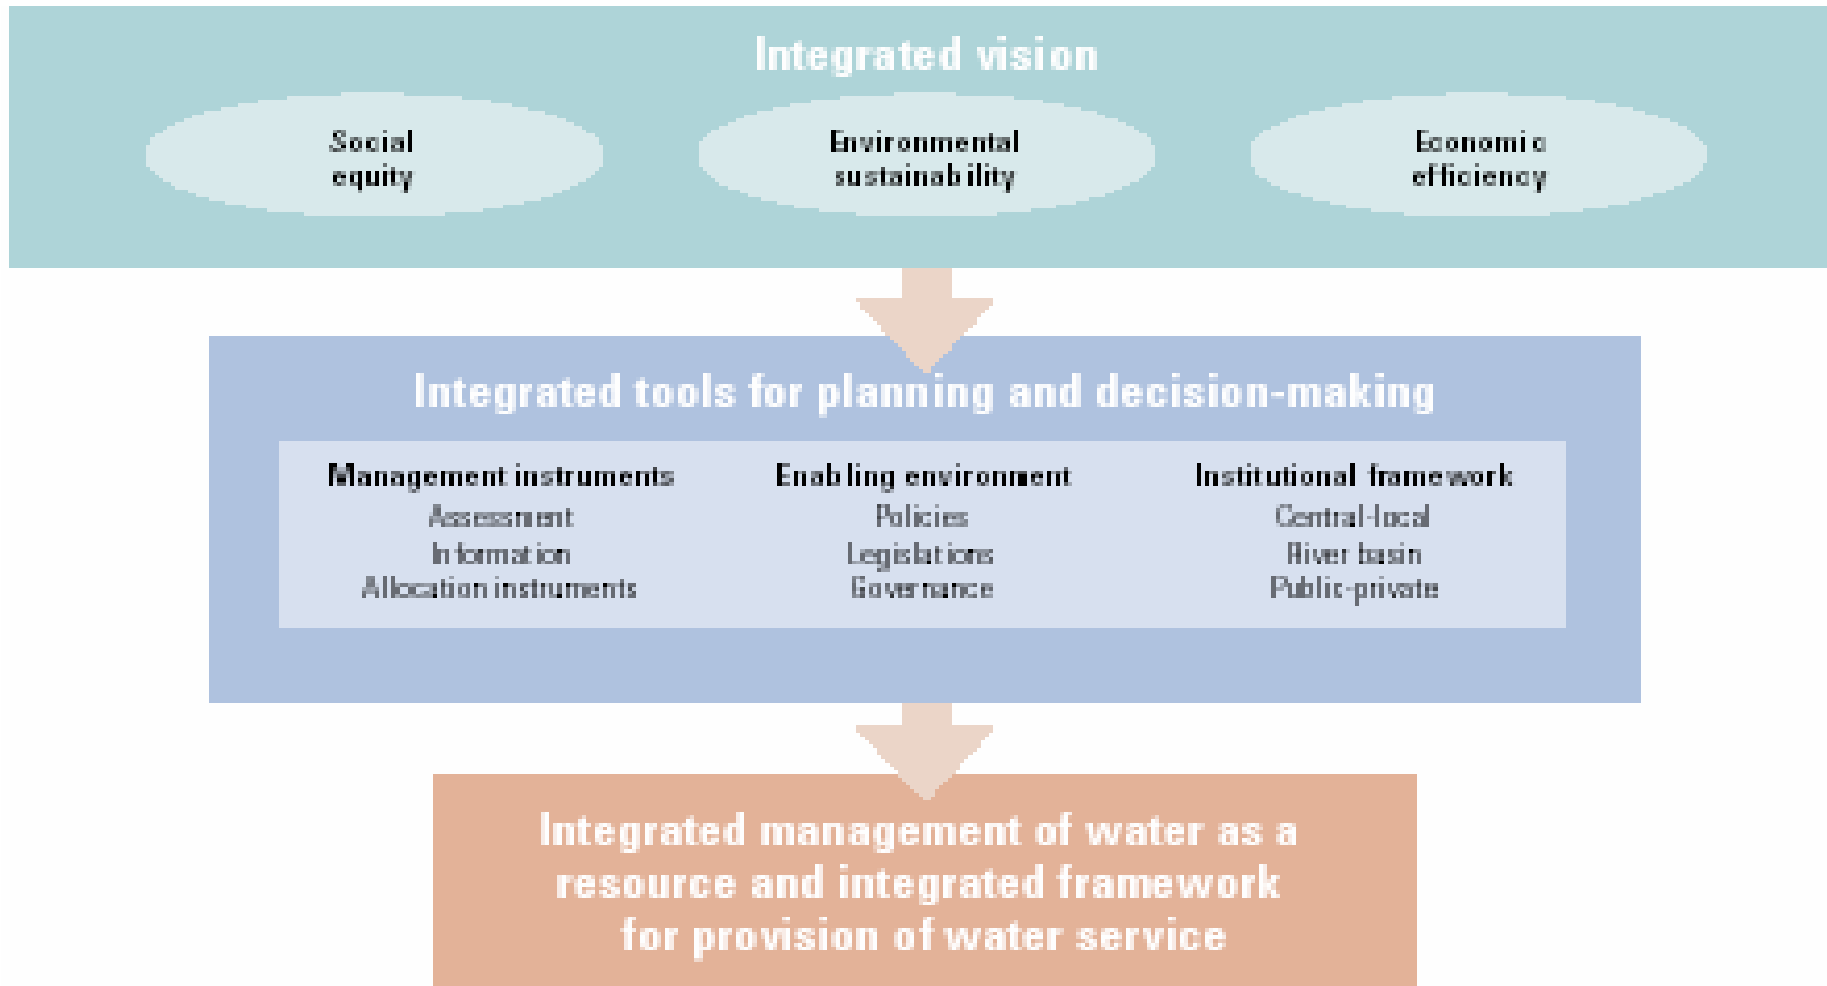 Integrated vision
Social
equity
Environmental
sustainability
Economic
efficiency
Integrated tools for planning and decision-making
Management instruments
Assessment
Information
Allocation instruments
Enabling environment
Policies
Legislations
Governance
Institutional framework
Central-local
River basin
Public-private
Integrated management of water as a
resource and integrated framework
for provision of water service